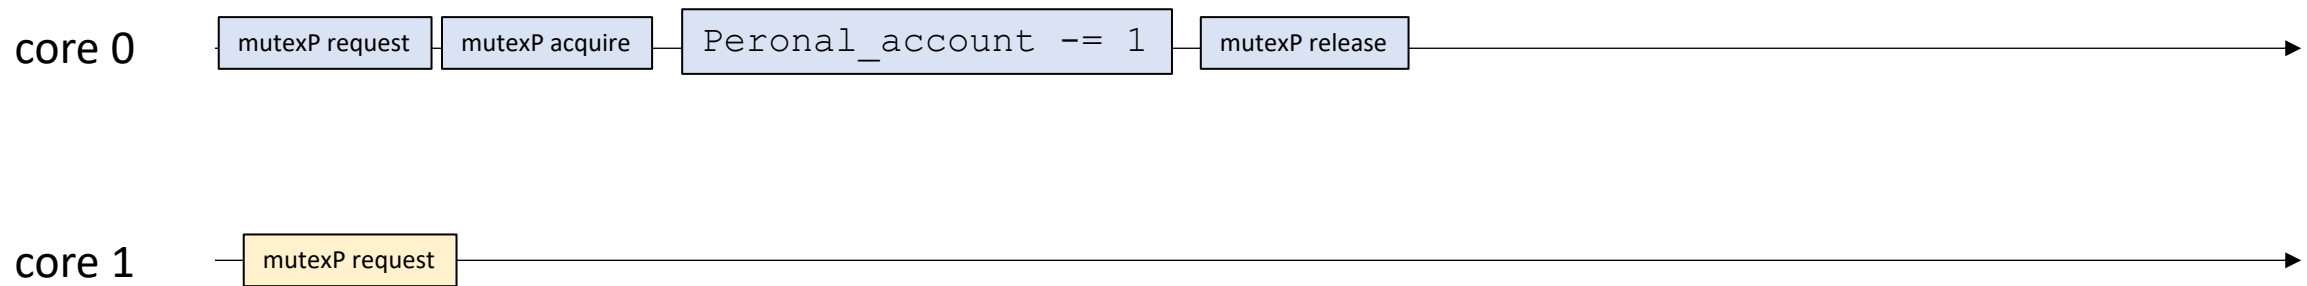 core 0 mutexP request mutexP acquire Peronal_account -= 1 mutexP release
core 1 mutexP request